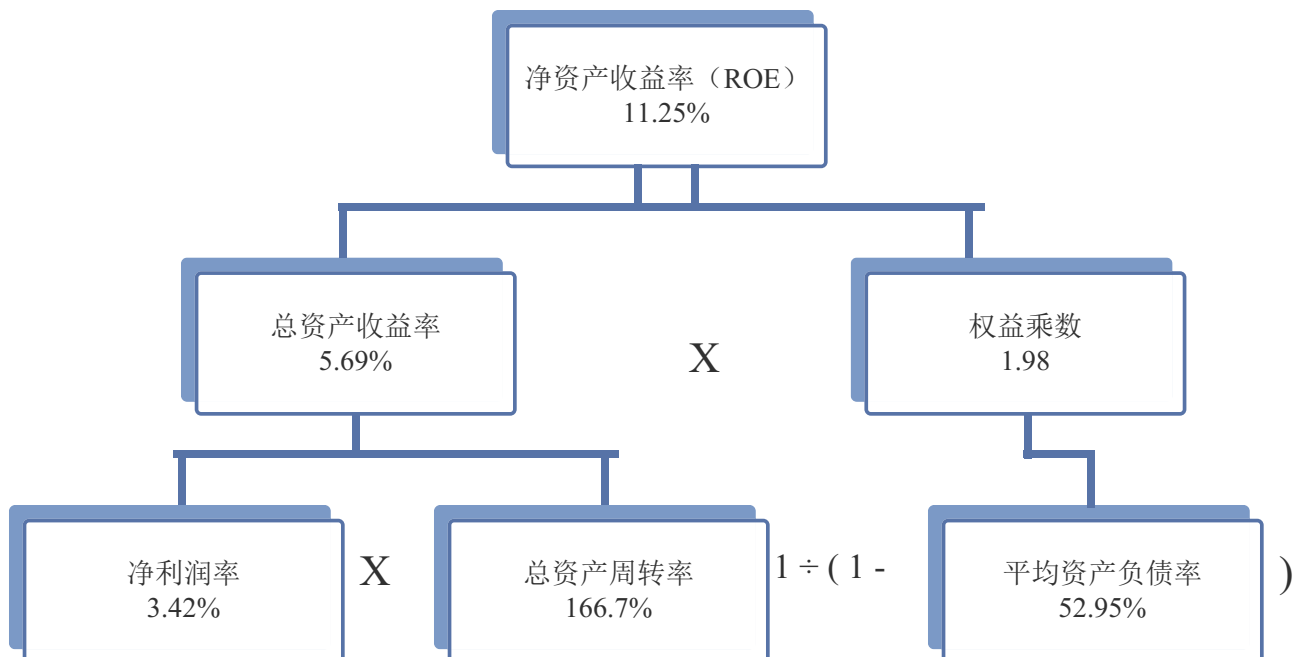 净资产收益率（ROE）
11.25%
总资产收益率
5.69%
X
权益乘数
1.98
净利润率
3.42%
X
总资产周转率
166.7%
1 ÷ ( 1 -
平均资产负债率
52.95%
)